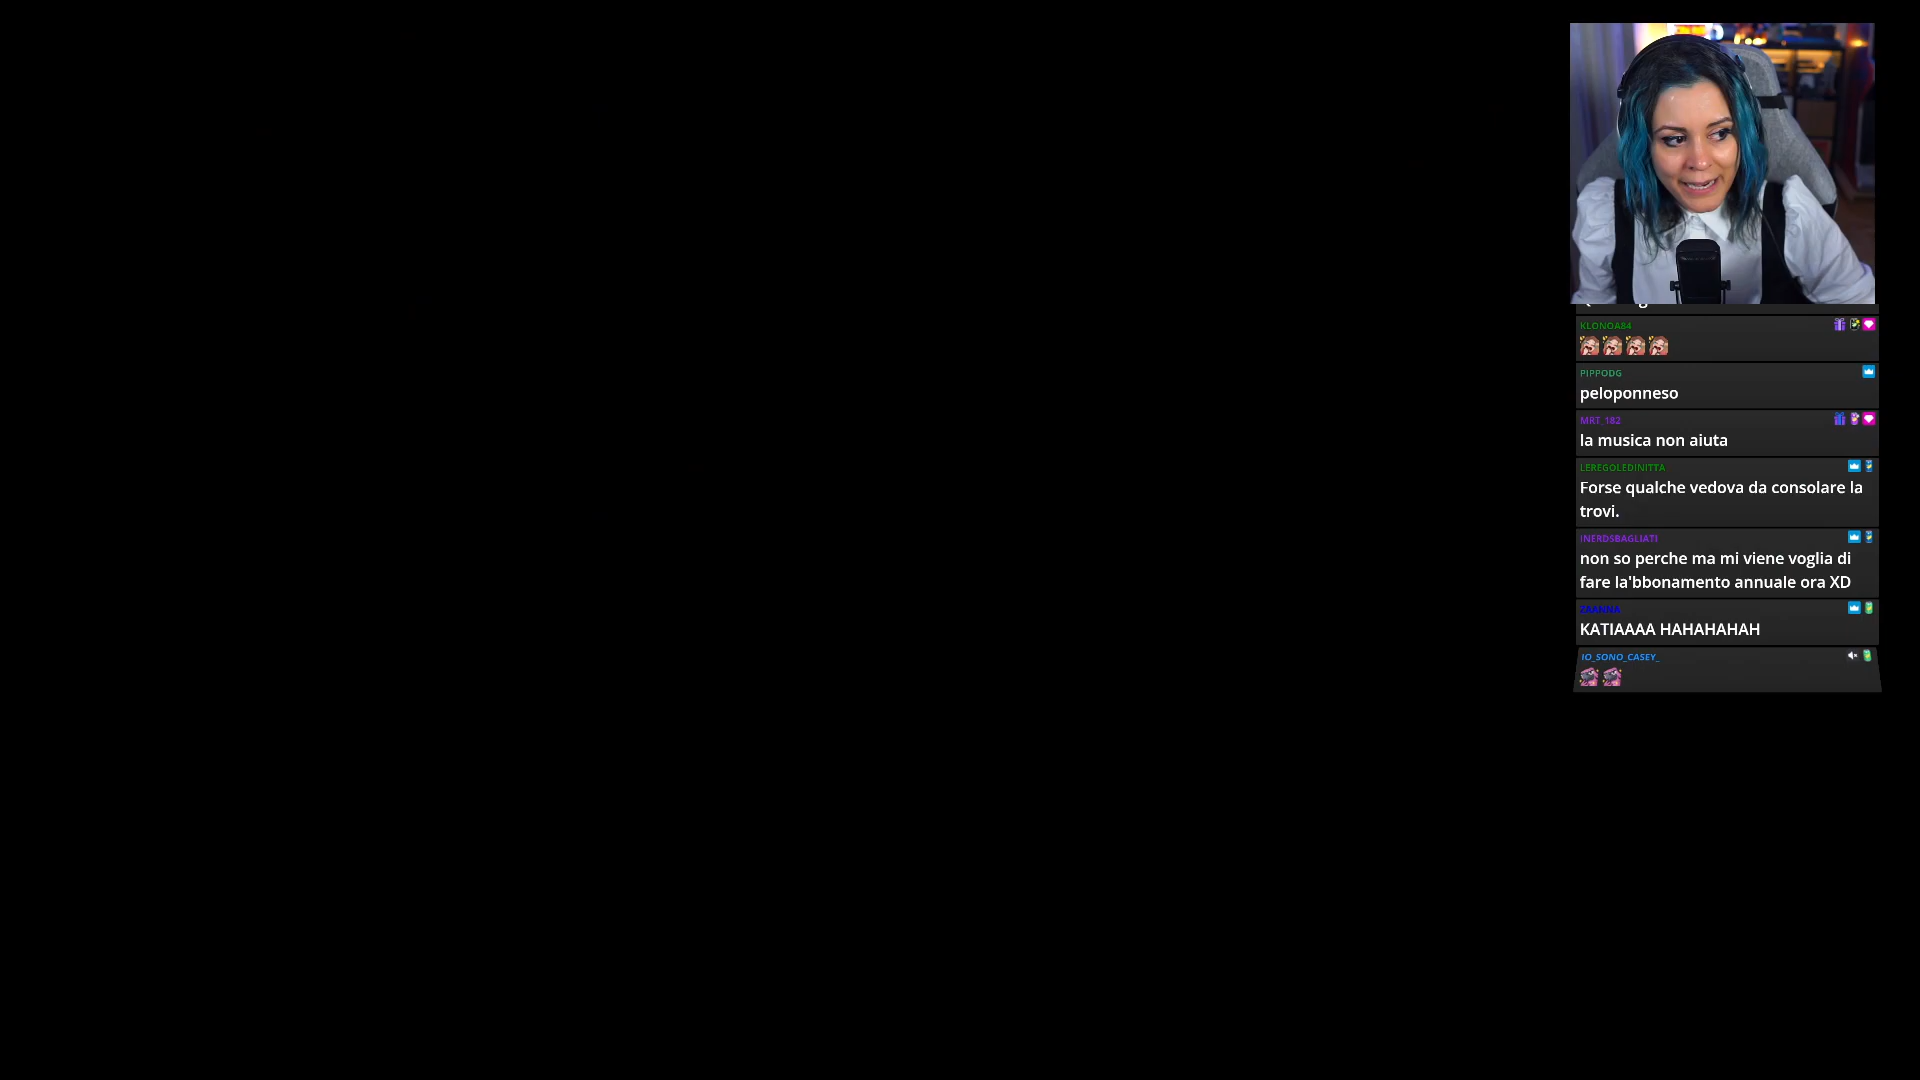 KLONOA84
PIPPODG
peloponneso
MRT_182
la musica non aiuta
LEREGOLEDINITTA
Forse qualche vedova da consolare la
trovi.
INERDSBAGLIATI
non so perche ma mi viene voglia di
fare la'bbonamento annuale ora XD
ZAANNA
KATIAAAA HAHAHAHAH
IO_SONO_CASEY_